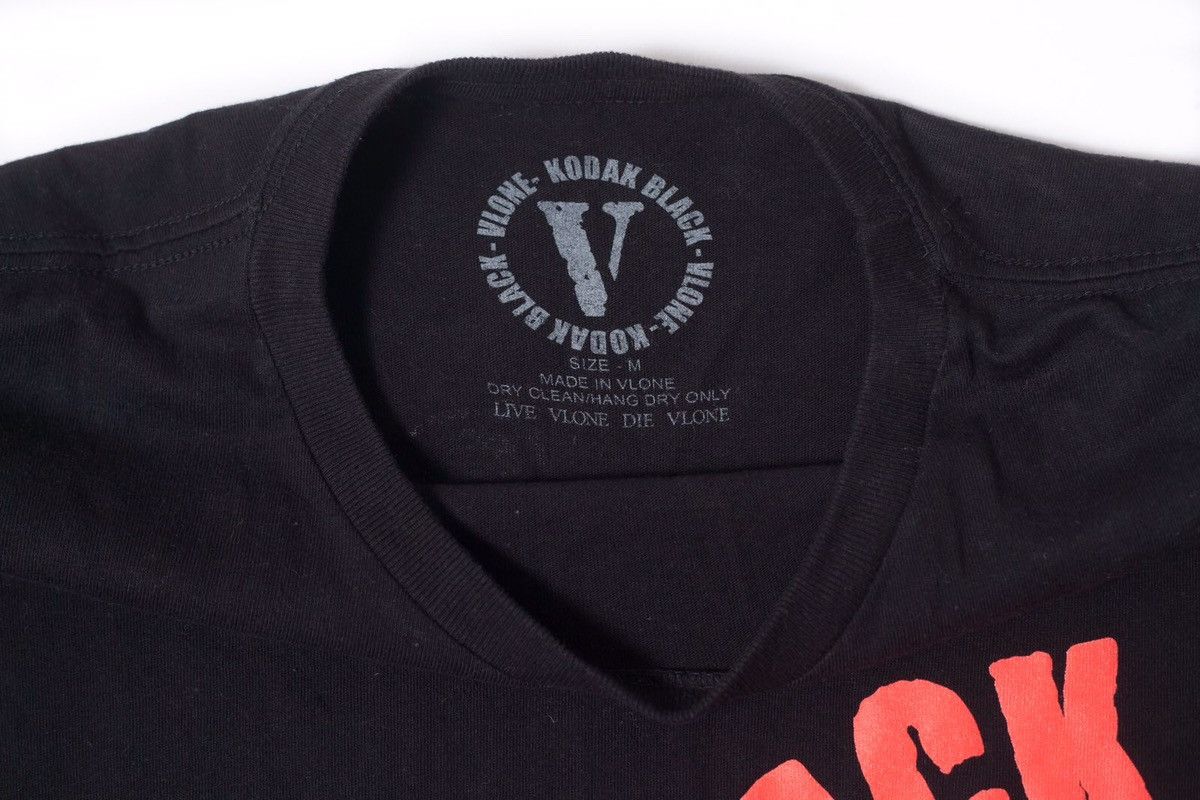 VLONE- KODAK BLACK - VLONE- KODAK BLACK -
V
SIZE - M
MADE IN VLONE
DRY CLEAN/HANG DRY ONLY
LIVE VLONE DIE VLONE
ACK